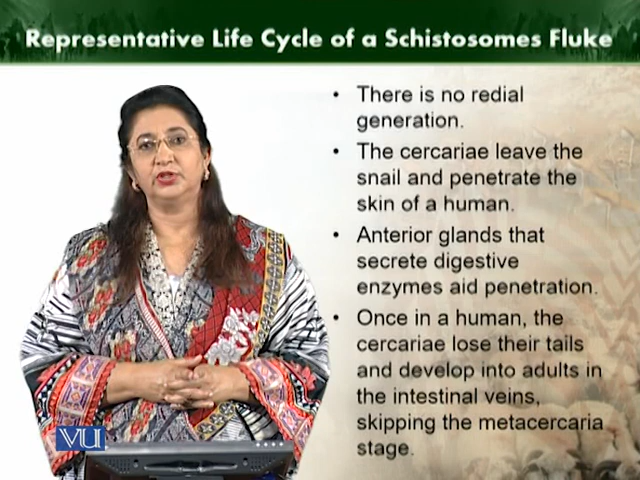 Representative Life Cycle of a Schistosomes Fluke
• There is no redial
generation.
• The cercariae leave the
snail and penetrate the
skin of a human.
• Anterior glands that
secrete digestive
enzymes aid penetration.
• Once in a human, the
cercariae lose their tails
and develop into adults in
the intestinal veins,
skipping the metacercaria
stage.
VU